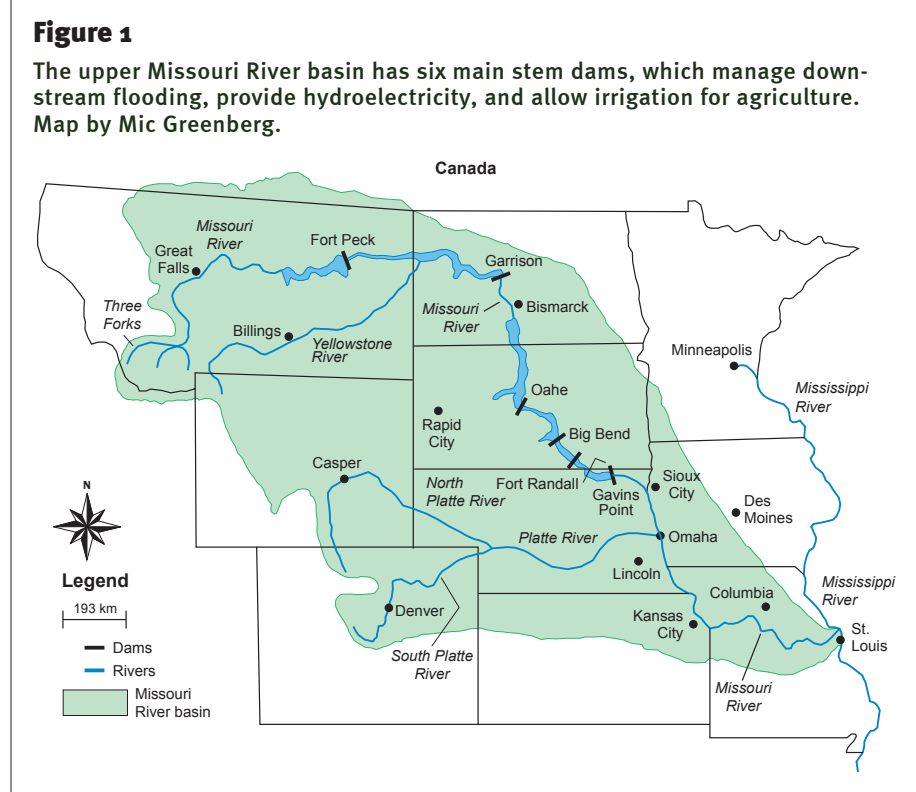 Figure 1
The upper Missouri River basin has six main stem dams, which manage down-
stream flooding, provide hydroelectricity, and allow irrigation for agriculture.
Map by Mic Greenberg.
Canada
Missouri
River
Fort Peck
Great
Falls
Garrison
Three
Forks
Missouri
River
Bismarck
Billings
Yellowstone
River
Minneapolis
Mississippi
River
Oahe
Rapid
City
Big Bend
Casper
North
Platte River
Fort Randall
Gavins
Point
Sioux
City
Des
Moines
N
Platte River
Omaha
Lincoln
Legend
193 km
Dams
Rivers
Missouri
River basin
Denver
South Platte
River
Columbia
Kansas
City
Mississippi
River
St.
Louis
Missouri
River